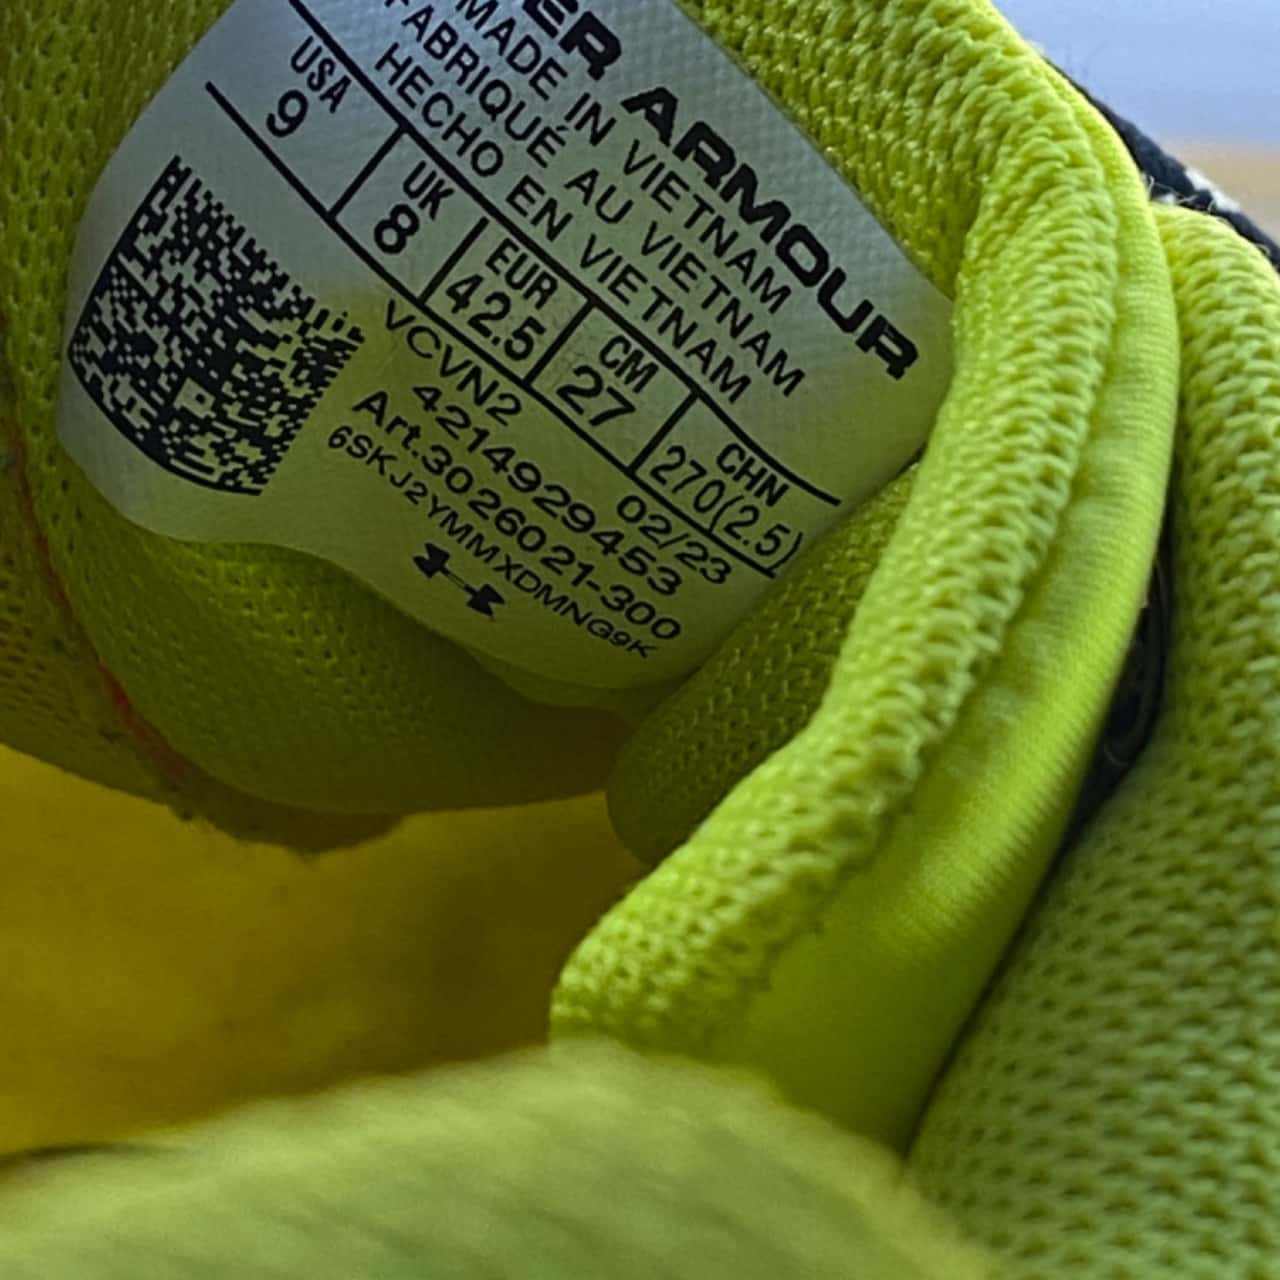 UNDER ARMOUR
MADE IN VIETNAM
FABRIQUÉ AU VIETNAM
HECHO EN VIETNAM
USA UK EUR CM CHN
9 8 42.5 27 270(2.5)
VCVN2 02/23
4214929453
Art.3026021-300
6SKJ2YMMXDMNG9K